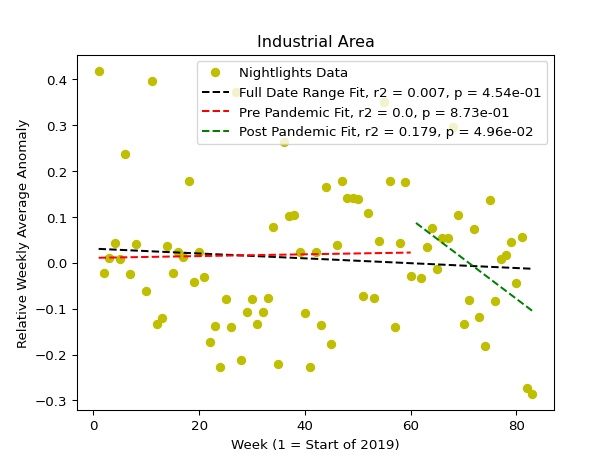 Industrial Area
Nightlights Data
Full Date Range Fit, r2 = 0.007, p = 4.54e-01
Pre Pandemic Fit, r2 = 0.0, p = 8.73e-01
Post Pandemic Fit, r2 = 0.179, p = 4.96e-02
Relative Weekly Average Anomaly
0.4
0.3
0.2
0.1
0.0
−0.1
−0.2
−0.3
0 20 40 60 80
Week (1 = Start of 2019)